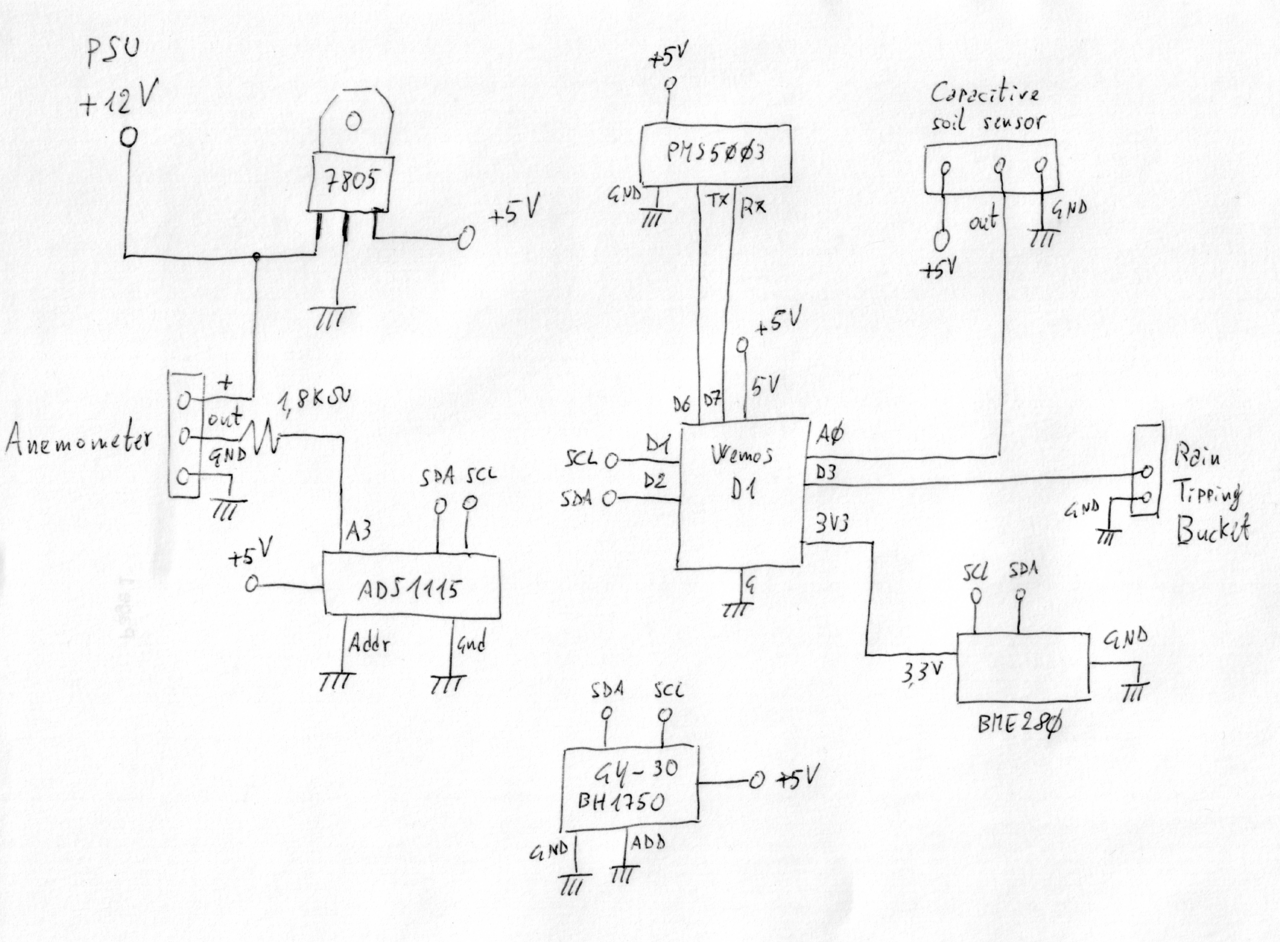 PSU
+12V
7805
+5V
+5V
PMS5003
GND
TX
RX
Capacitive
soil sensor
out
GND
+5V
Anemometer
+
out
GND
1,8KΩ
A3
SDA
SCL
+5V
ADS1115
Addr
Gnd
+5V
5V
D6
D7
Wemos
D1
SCL
D1
SDA
D2
A0
D3
3V3
G
Rain
Tipping
Bucket
GND
SCL
SDA
3,3V
GND
BME280
SDA
SCL
GY-30
BH1750
+5V
GND
ADD